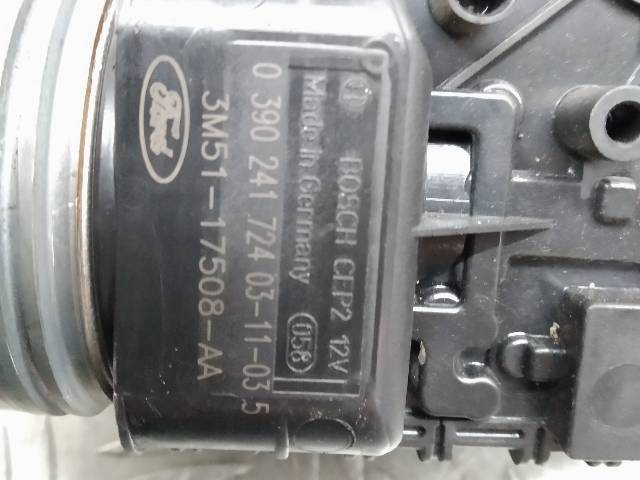 BOSCH CEP2 12V
Made in Germany 058
0 390 241 724 03-11-03 5
Ford
3M51-17508-AA